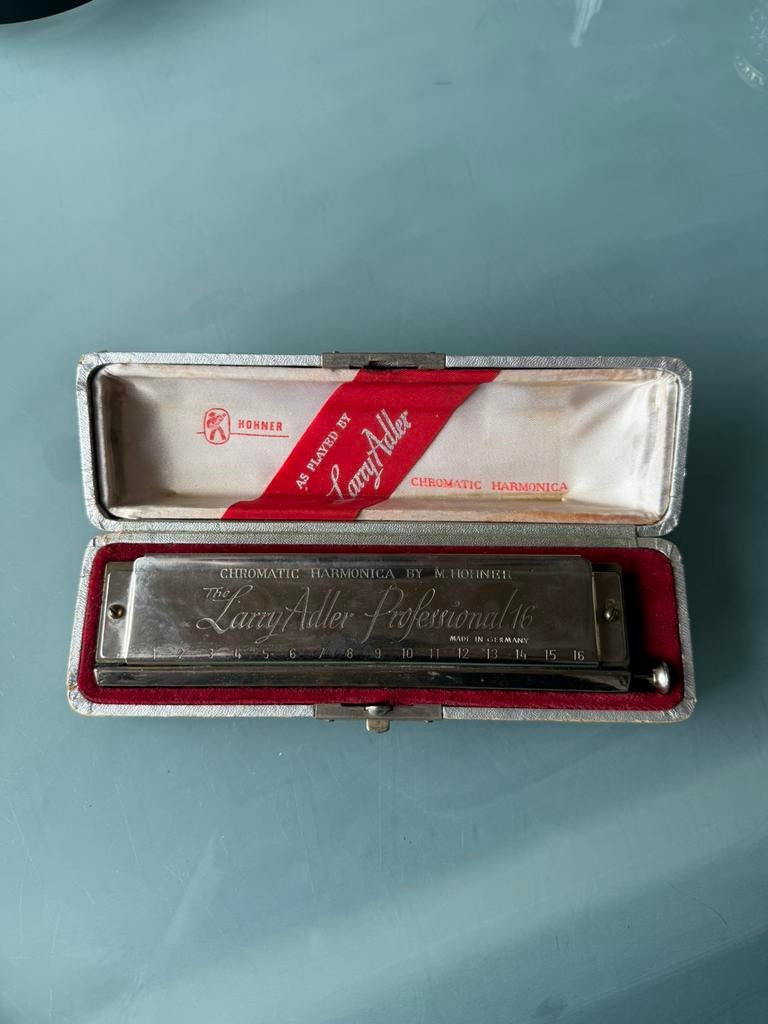 HOHNER
AS PLAYED BY
Larry Adler
CHROMATIC HARMONICA
CHROMATIC HARMONICA BY M. HOHNER
The Larry Adler Professional 16
MADE IN GERMANY
1 2 3 4 5 6 7 8 9 10 11 12 13 14 15 16